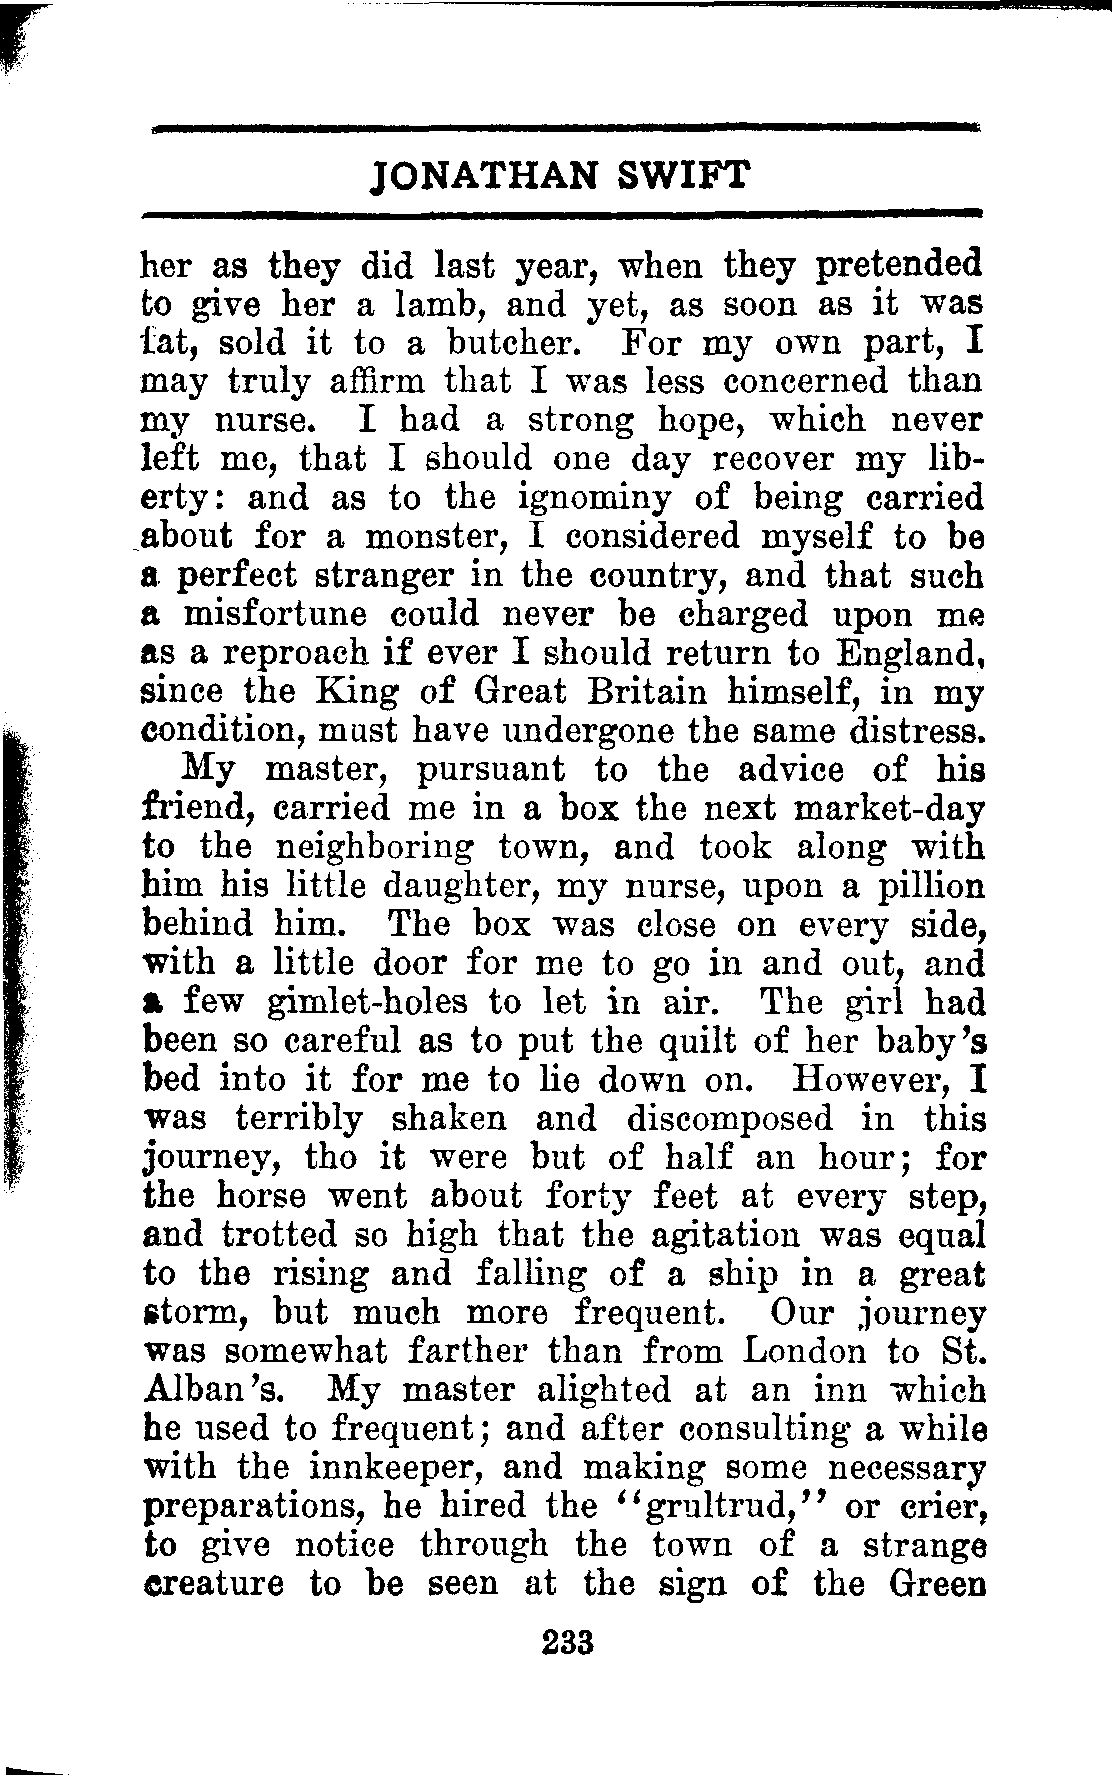 JONATHAN SWIFT
her as they did last year, when they pretended
to give her a lamb, and yet, as soon as it was
fat, sold it to a butcher. For my own part, I
may truly affirm that I was less concerned than
my nurse. I had a strong hope, which never
left me, that I should one day recover my lib-
erty: and as to the ignominy of being carried
about for a monster, I considered myself to be
a perfect stranger in the country, and that such
a misfortune could never be charged upon me
as a reproach if ever I should return to England,
since the King of Great Britain himself, in my
condition, must have undergone the same distress.
My master, pursuant to the advice of his
friend, carried me in a box the next market-day
to the neighboring town, and took along with
him his little daughter, my nurse, upon a pillion
behind him. The box was close on every side,
with a little door for me to go in and out, and
a few gimlet-holes to let in air. The girl had
been so careful as to put the quilt of her baby's
bed into it for me to lie down on. However, I
was terribly shaken and discomposed in this
journey, tho it were but of half an hour; for
the horse went about forty feet at every step,
and trotted so high that the agitation was equal
to the rising and falling of a ship in a great
storm, but much more frequent. Our journey
was somewhat farther than from London to St.
Alban's. My master alighted at an inn which
he used to frequent; and after consulting a while
with the innkeeper, and making some necessary
preparations, he hired the "grultrud," or crier,
to give notice through the town of a strange
creature to be seen at the sign of the Green
233